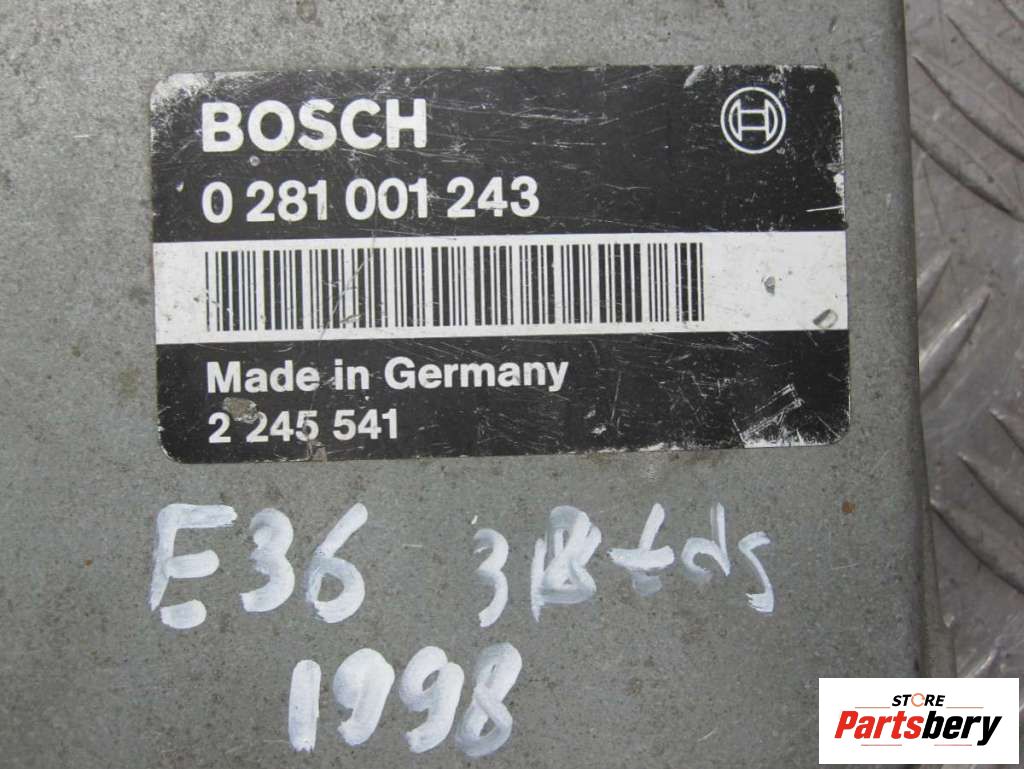 BOSCH
0 281 001 243
Made in Germany
2 245 541
E36 318tds
1998
STORE
Partsbery